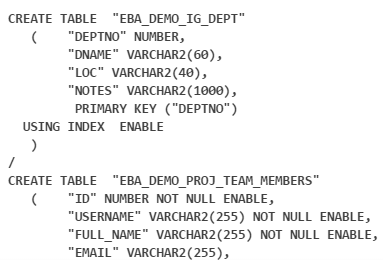 CREATE TABLE  "EBA_DEMO_IG_DEPT"
   (    "DEPTNO" NUMBER,
        "DNAME" VARCHAR2(60),
        "LOC" VARCHAR2(40),
        "NOTES" VARCHAR2(1000),
         PRIMARY KEY ("DEPTNO")
  USING INDEX  ENABLE
   )
/
CREATE TABLE  "EBA_DEMO_PROJ_TEAM_MEMBERS"
   (    "ID" NUMBER NOT NULL ENABLE,
        "USERNAME" VARCHAR2(255) NOT NULL ENABLE,
        "FULL_NAME" VARCHAR2(255) NOT NULL ENABLE,
        "EMAIL" VARCHAR2(255),